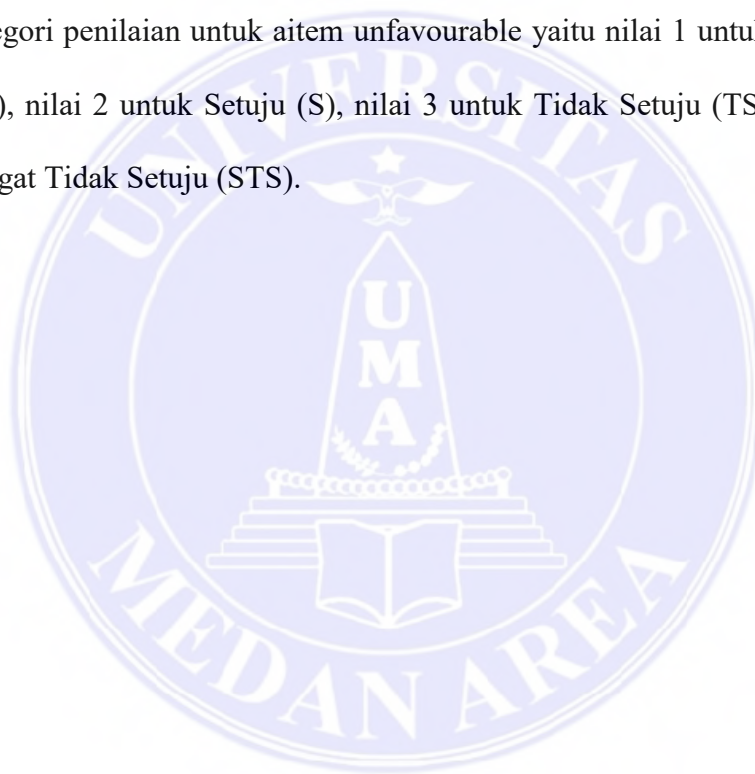 egori penilaian untuk aitem unfavourable yaitu nilai 1 untuk
), nilai 2 untuk Setuju (S), nilai 3 untuk Tidak Setuju (TS
gat Tidak Setuju (STS).
UNIVERSITAS
UMA
MEDAN AREA